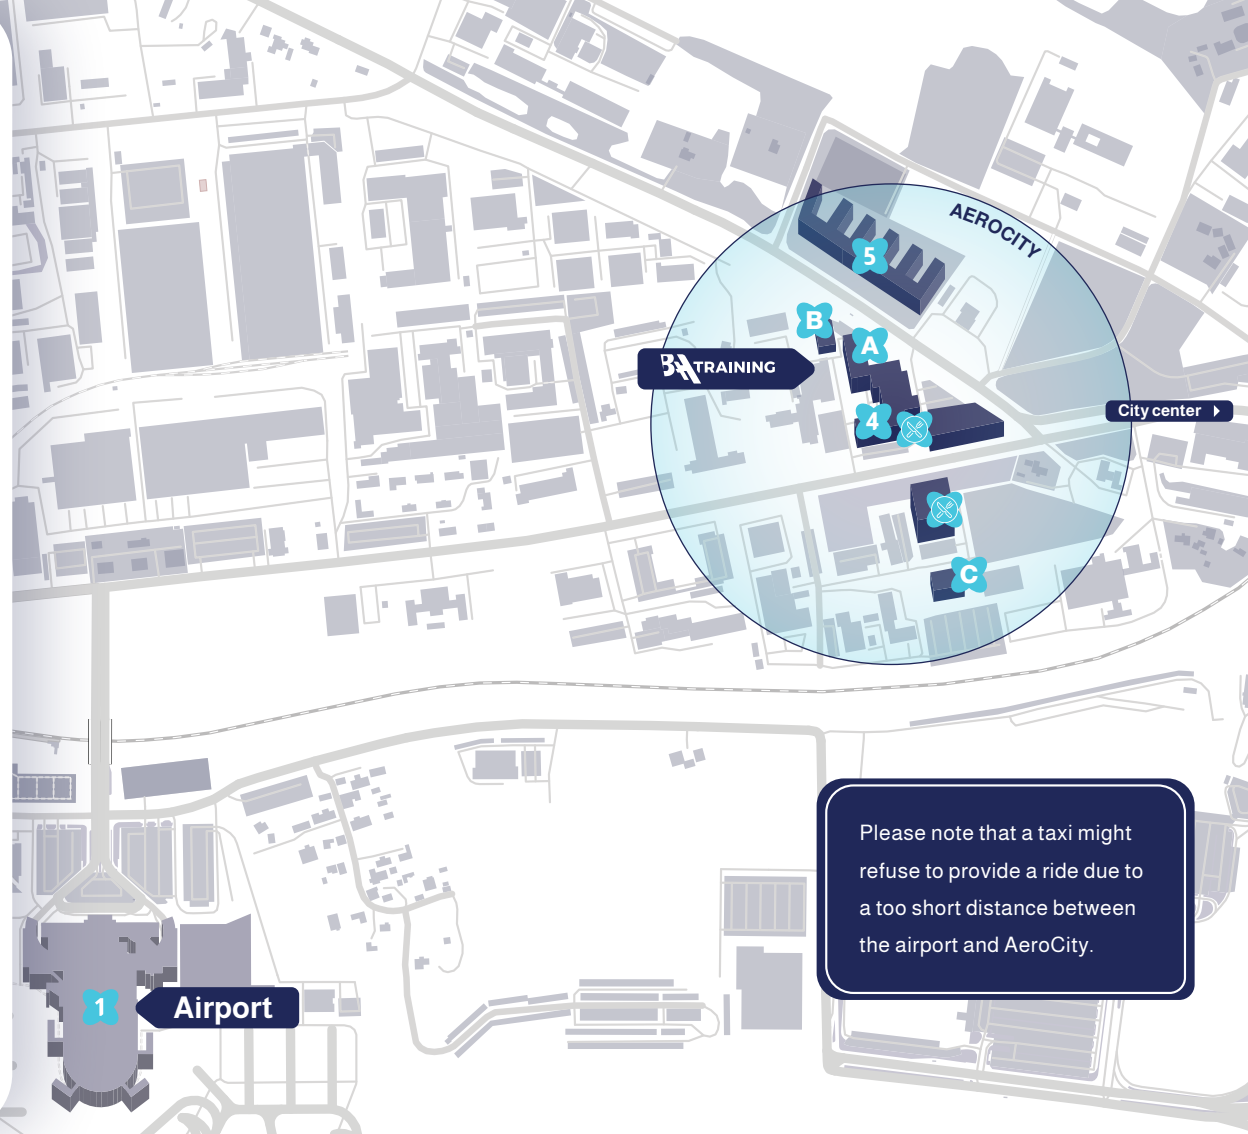 AEROCITY
5
B
A
BAA TRAINING
4
City center
C
Please note that a taxi might
refuse to provide a ride due to
a too short distance between
the airport and AeroCity.
1
Airport